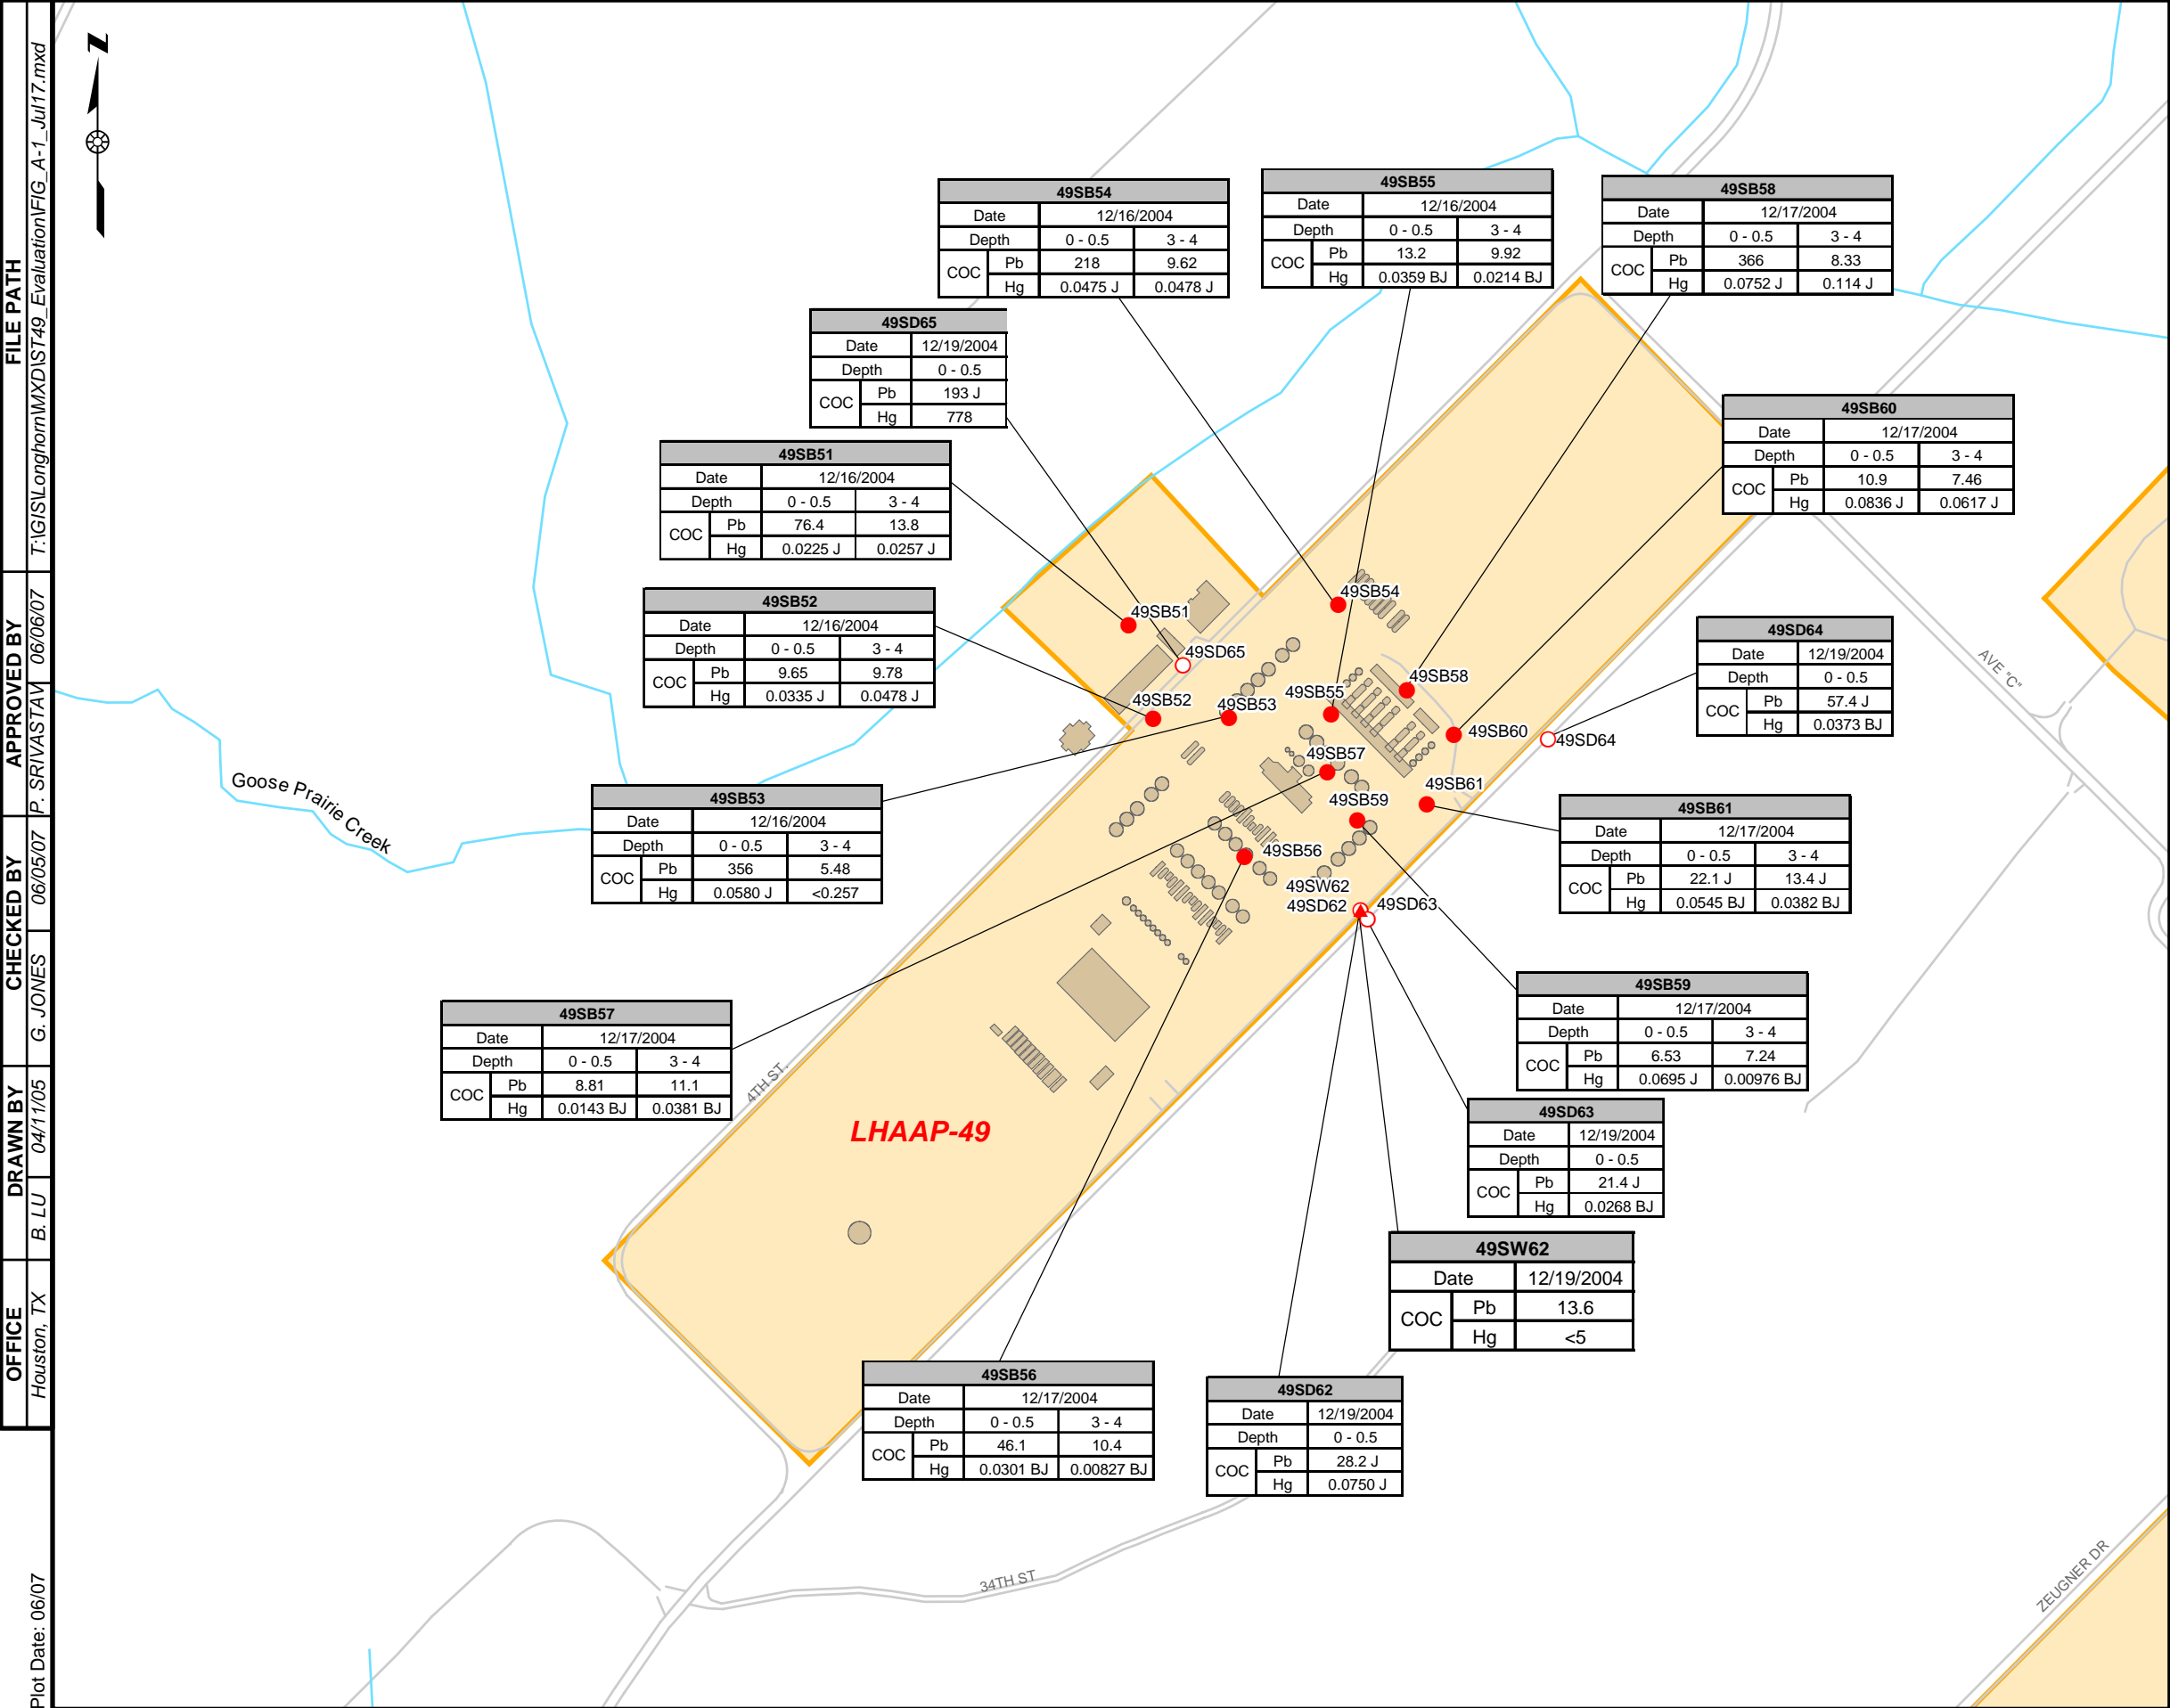 FILE PATH
T:\GIS\Longhorn\MXD\ST49_Evaluation\FIG_A-1_Jul17.mxd
APPROVED BY
P. SRIVASTAV 06/06/07
CHECKED BY
G. JONES 06/05/07
DRAWN BY
B. LU 04/11/05
OFFICE
Houston, TX
Plot Date: 06/07
N
49SB54
Date 12/16/2004
Depth 0 - 0.5 3 - 4
COC Pb 218 9.62
Hg 0.0475 J 0.0478 J
49SB55
Date 12/16/2004
Depth 0 - 0.5 3 - 4
COC Pb 13.2 9.92
Hg 0.0359 BJ 0.0214 BJ
49SB58
Date 12/17/2004
Depth 0 - 0.5 3 - 4
COC Pb 366 8.33
Hg 0.0752 J 0.114 J
49SD65
Date 12/19/2004
Depth 0 - 0.5
COC Pb 193 J
Hg 778
49SB60
Date 12/17/2004
Depth 0 - 0.5 3 - 4
COC Pb 10.9 7.46
Hg 0.0836 J 0.0617 J
49SB51
Date 12/16/2004
Depth 0 - 0.5 3 - 4
COC Pb 76.4 13.8
Hg 0.0225 J 0.0257 J
49SB52
Date 12/16/2004
Depth 0 - 0.5 3 - 4
COC Pb 9.65 9.78
Hg 0.0335 J 0.0478 J
49SD64
Date 12/19/2004
Depth 0 - 0.5
COC Pb 57.4 J
Hg 0.0373 BJ
49SB53
Date 12/16/2004
Depth 0 - 0.5 3 - 4
COC Pb 356 5.48
Hg 0.0580 J <0.257
49SB61
Date 12/17/2004
Depth 0 - 0.5 3 - 4
COC Pb 22.1 J 13.4 J
Hg 0.0545 BJ 0.0382 BJ
49SB57
Date 12/17/2004
Depth 0 - 0.5 3 - 4
COC Pb 8.81 11.1
Hg 0.0143 BJ 0.0381 BJ
49SB59
Date 12/17/2004
Depth 0 - 0.5 3 - 4
COC Pb 6.53 7.24
Hg 0.0695 J 0.00976 BJ
49SD63
Date 12/19/2004
Depth 0 - 0.5
COC Pb 21.4 J
Hg 0.0268 BJ
49SW62
Date 12/19/2004
COC Pb 13.6
Hg <5
49SB56
Date 12/17/2004
Depth 0 - 0.5 3 - 4
COC Pb 46.1 10.4
Hg 0.0301 BJ 0.00827 BJ
49SD62
Date 12/19/2004
Depth 0 - 0.5
COC Pb 28.2 J
Hg 0.0750 J
49SB54
49SB51
49SD65
49SB58
49SB55
49SB52
49SB53
49SB60
49SD64
49SB57
49SB61
49SB59
49SB56
49SW62
49SD62
49SD63
Goose Prairie Creek
AVE "C"
4TH ST.
LHAAP-49
34TH ST
ZEUGNER DR